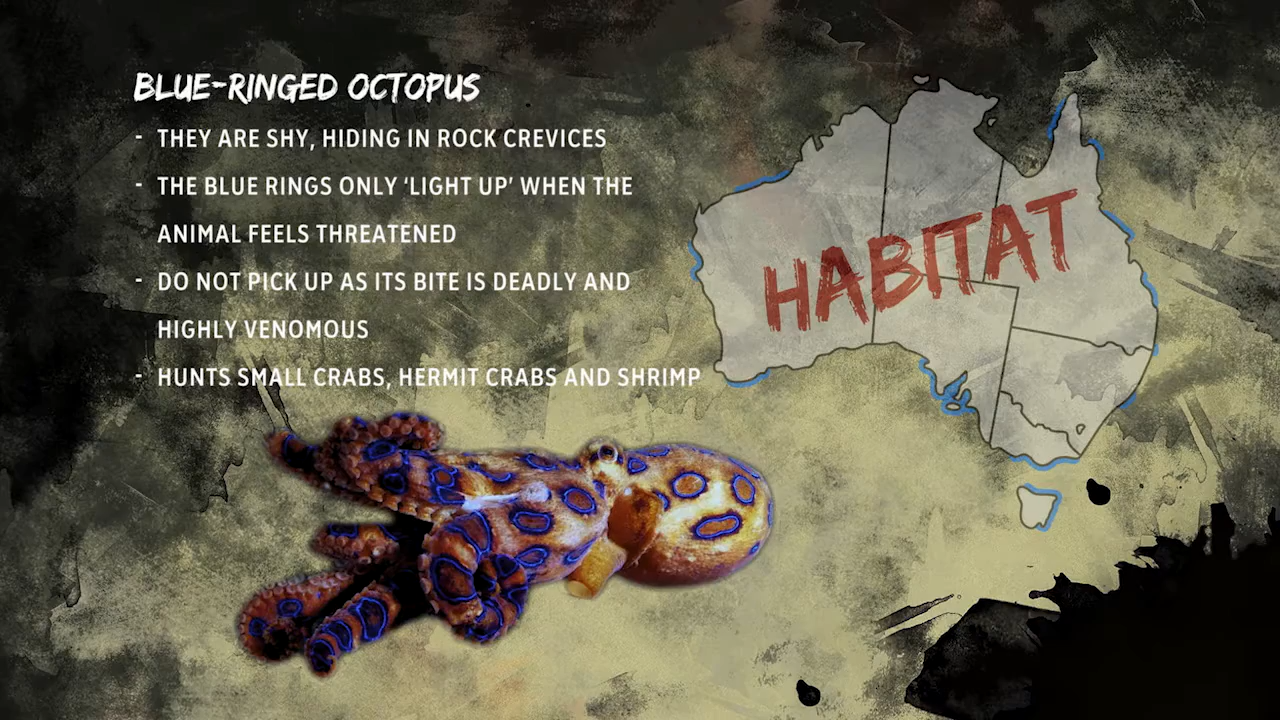 BLUE-RINGED OCTOPUS
- THEY ARE SHY, HIDING IN ROCK CREVICES
- THE BLUE RINGS ONLY ‘LIGHT UP’ WHEN THE
ANIMAL FEELS THREATENED
- DO NOT PICK UP AS ITS BITE IS DEADLY AND
HIGHLY VENOMOUS
- HUNTS SMALL CRABS, HERMIT CRABS AND SHRIMP
HABITAT